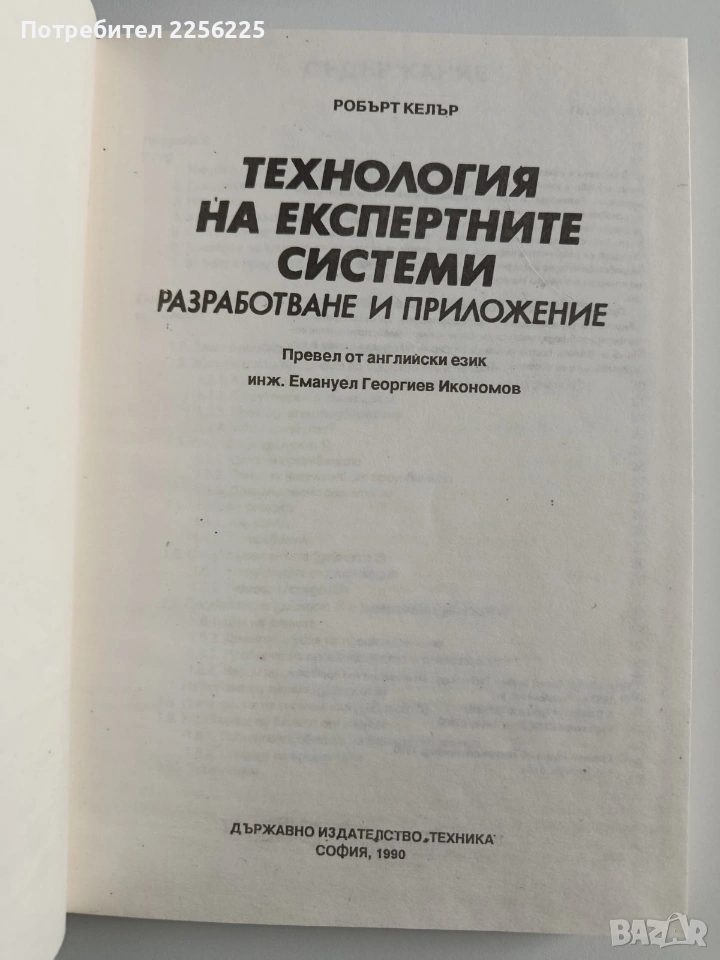 Потребител 2256225
РОБЪРТ КЕЛЪР
ТЕХНОЛОГИЯ
НА ЕКСПЕРТНИТЕ
СИСТЕМИ
РАЗРАБОТВАНЕ И ПРИЛОЖЕНИЕ
Превел от английски език
инж. Емануел Георгиев Икономов
ДЪРЖАВНО ИЗДАТЕЛСТВО „ТЕХНИКА“
СОФИЯ, 1990
BAZAR